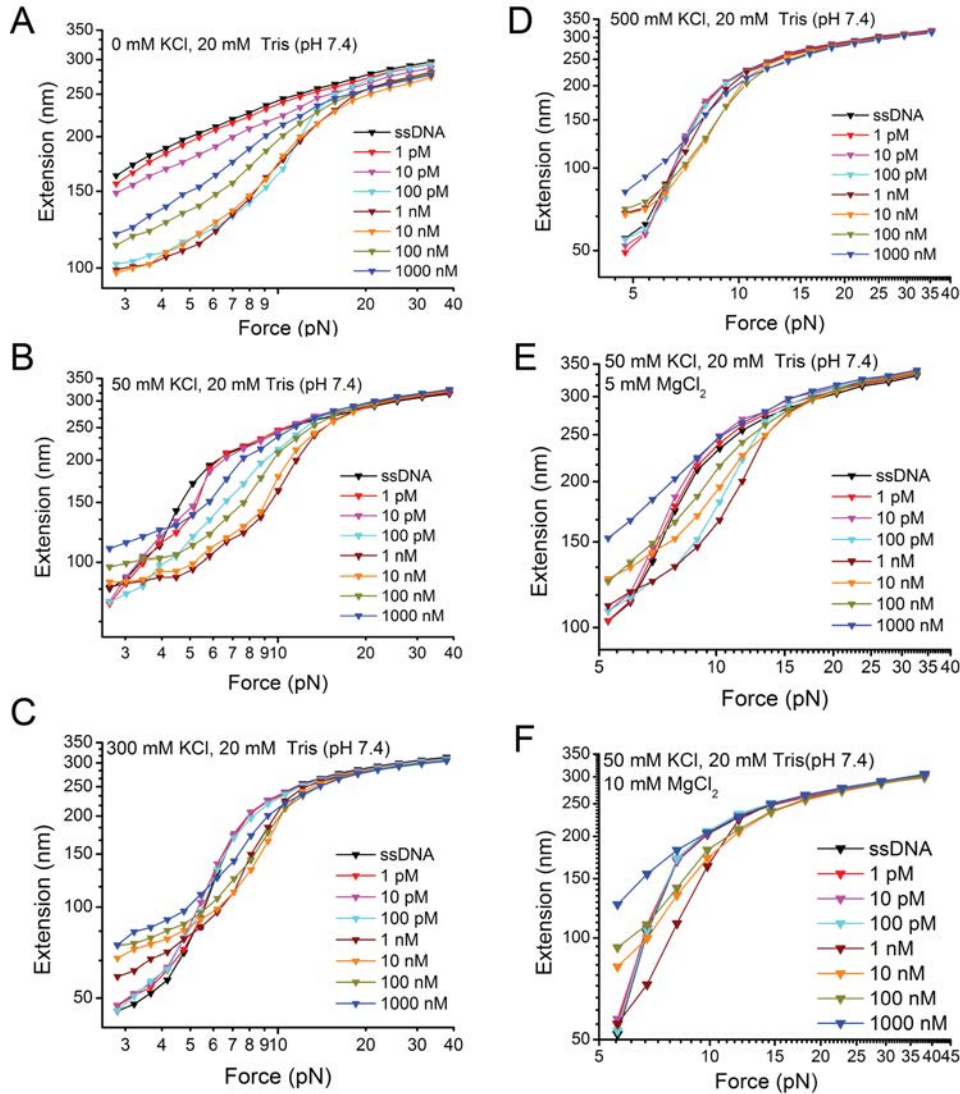 A
0 mM KCl, 20 mM Tris (pH 7.4)
Extension (nm)
350
300
250
200
150
100
ssDNA
1 pM
10 pM
100 pM
1 nM
10 nM
100 nM
1000 nM
3 4 5 6 7 8 9 10 20 30 40
Force (pN)
B
50 mM KCl, 20 mM Tris (pH 7.4)
Extension (nm)
350
300
250
200
150
100
ssDNA
1 pM
10 pM
100 pM
1 nM
10 nM
100 nM
1000 nM
3 4 5 6 7 8 9 10 20 30 40
Force (pN)
C
300 mM KCl, 20 mM Tris (pH 7.4)
Extension (nm)
350
300
250
200
150
100
50
ssDNA
1 pM
10 pM
100 pM
1 nM
10 nM
100 nM
1000 nM
3 4 5 6 7 8 9 10 20 30 40
Force (pN)
D
500 mM KCl, 20 mM Tris (pH 7.4)
Extension (nm)
350
300
250
200
150
100
50
ssDNA
1 pM
10 pM
100 pM
1 nM
10 nM
100 nM
1000 nM
5 10 15 20 25 30 35 40
Force (pN)
E
50 mM KCl, 20 mM Tris (pH 7.4)
5 mM MgCl₂
Extension (nm)
350
300
250
200
150
100
ssDNA
1 pM
10 pM
100 pM
1 nM
10 nM
100 nM
1000 nM
5 10 15 20 25 30 35 40
Force (pN)
F
50 mM KCl, 20 mM Tris(pH 7.4)
10 mM MgCl₂
Extension (nm)
350
300
250
200
150
100
50
ssDNA
1 pM
10 pM
100 pM
1 nM
10 nM
100 nM
1000 nM
5 10 15 20 25 30 35 40 45
Force (pN)